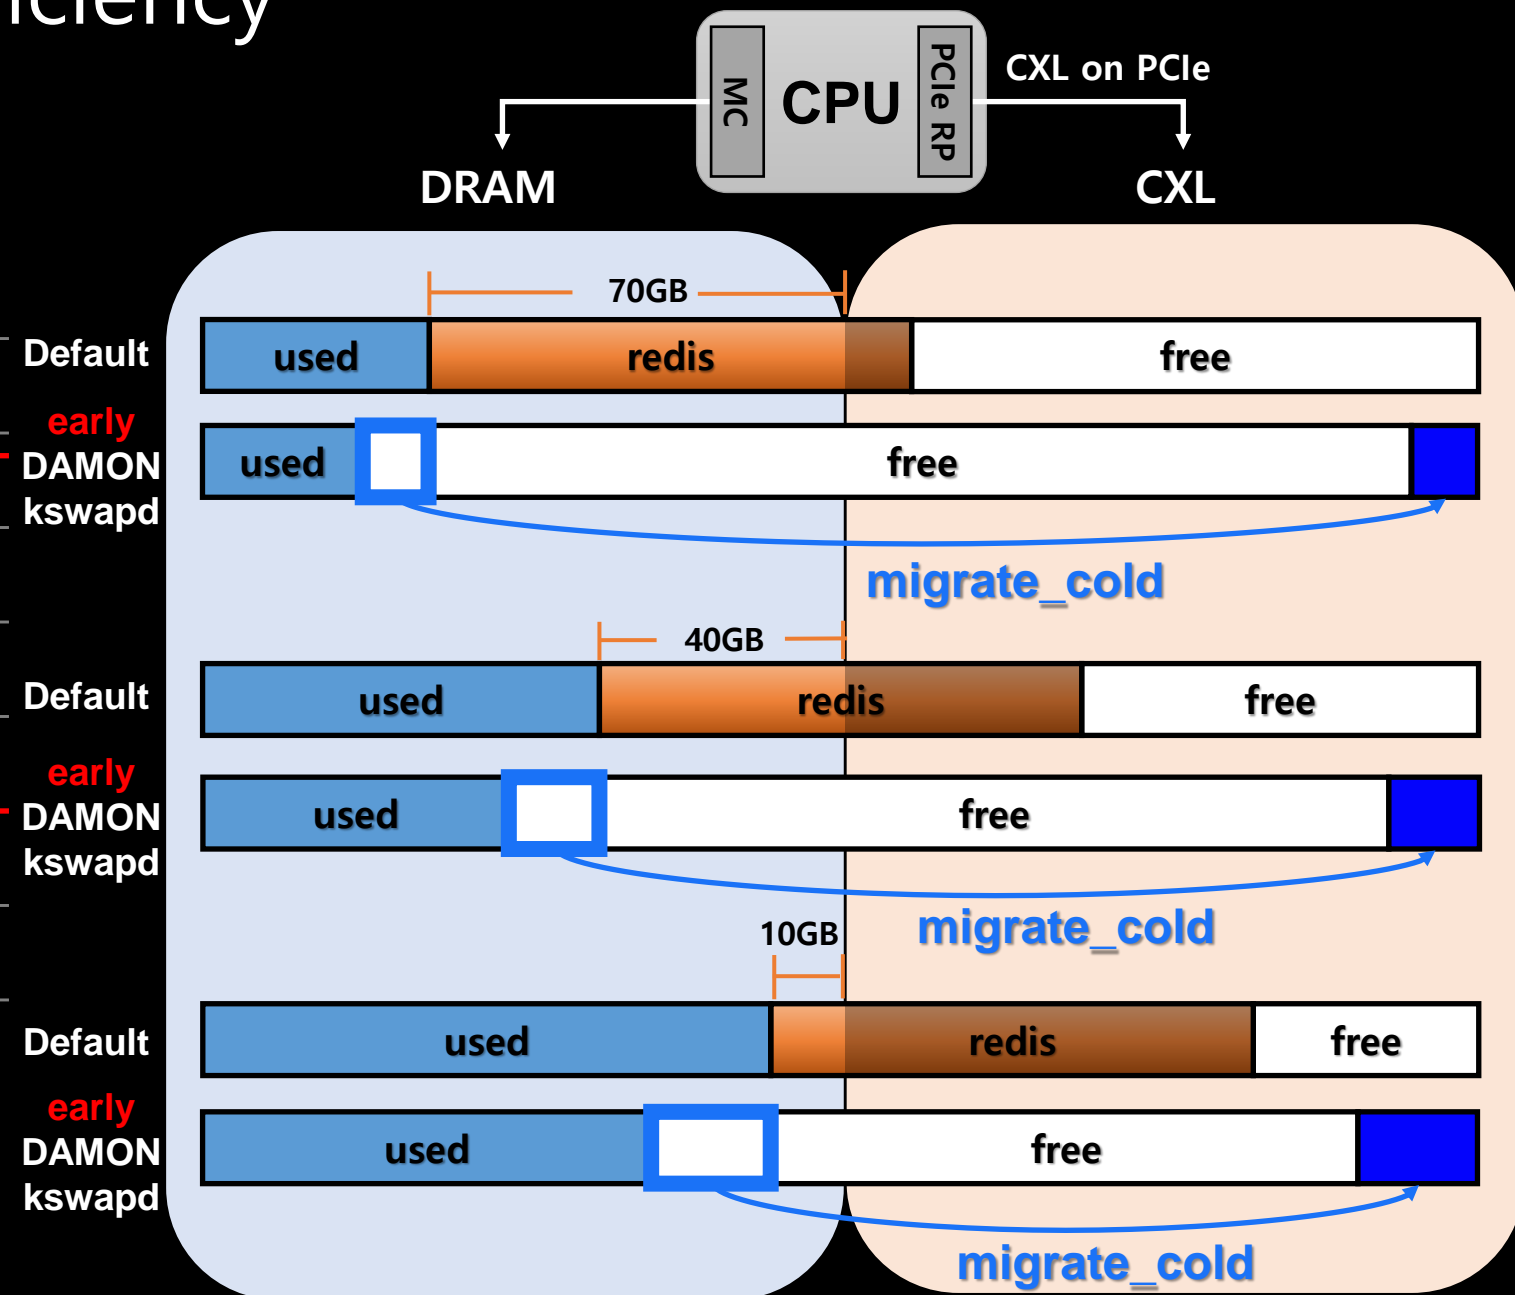 MC
CPU
PCIe RP
CXL on PCIe
DRAM
CXL
70GB
Default
used
redis
free
early
DAMON
kswapd
used
free
migrate_cold
40GB
Default
used
redis
free
early
DAMON
kswapd
used
free
migrate_cold
10GB
Default
used
redis
free
early
DAMON
kswapd
used
free
migrate_cold